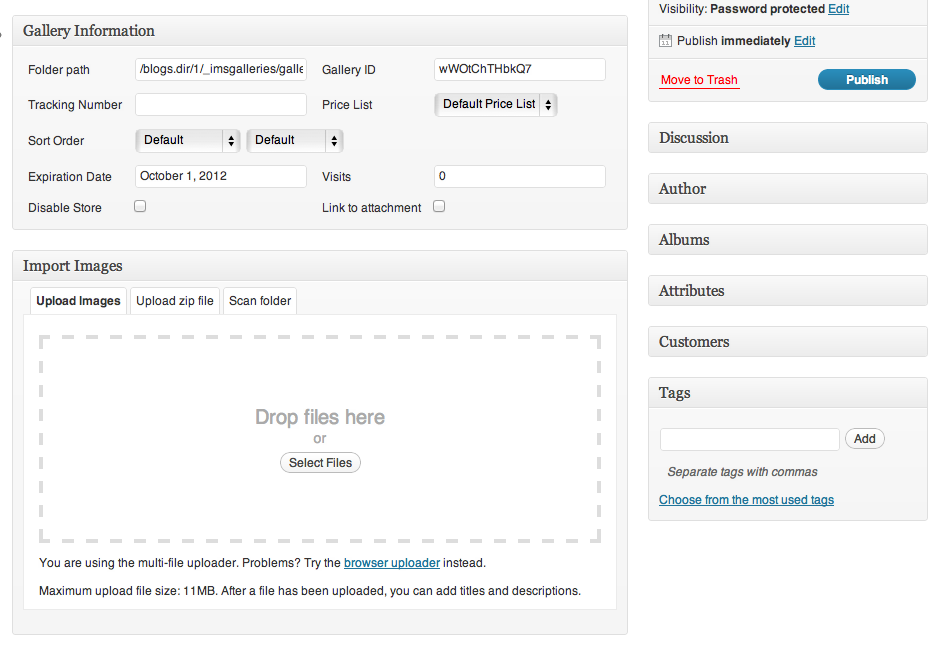 Gallery Information
Folder path /blogs.dir/1/_imsgalleries/galle Gallery ID wWOtChTHbkQ7
Tracking Number Price List Default Price List
Sort Order Default Default
Expiration Date October 1, 2012 Visits 0
Disable Store Link to attachment
Import Images
Upload Images Upload zip file Scan folder
Drop files here
or
Select Files
You are using the multi-file uploader. Problems? Try the browser uploader instead.
Maximum upload file size: 11MB. After a file has been uploaded, you can add titles and descriptions.
Visibility: Password protected Edit
Publish immediately Edit
Move to Trash Publish
Discussion
Author
Albums
Attributes
Customers
Tags
Add
Separate tags with commas
Choose from the most used tags